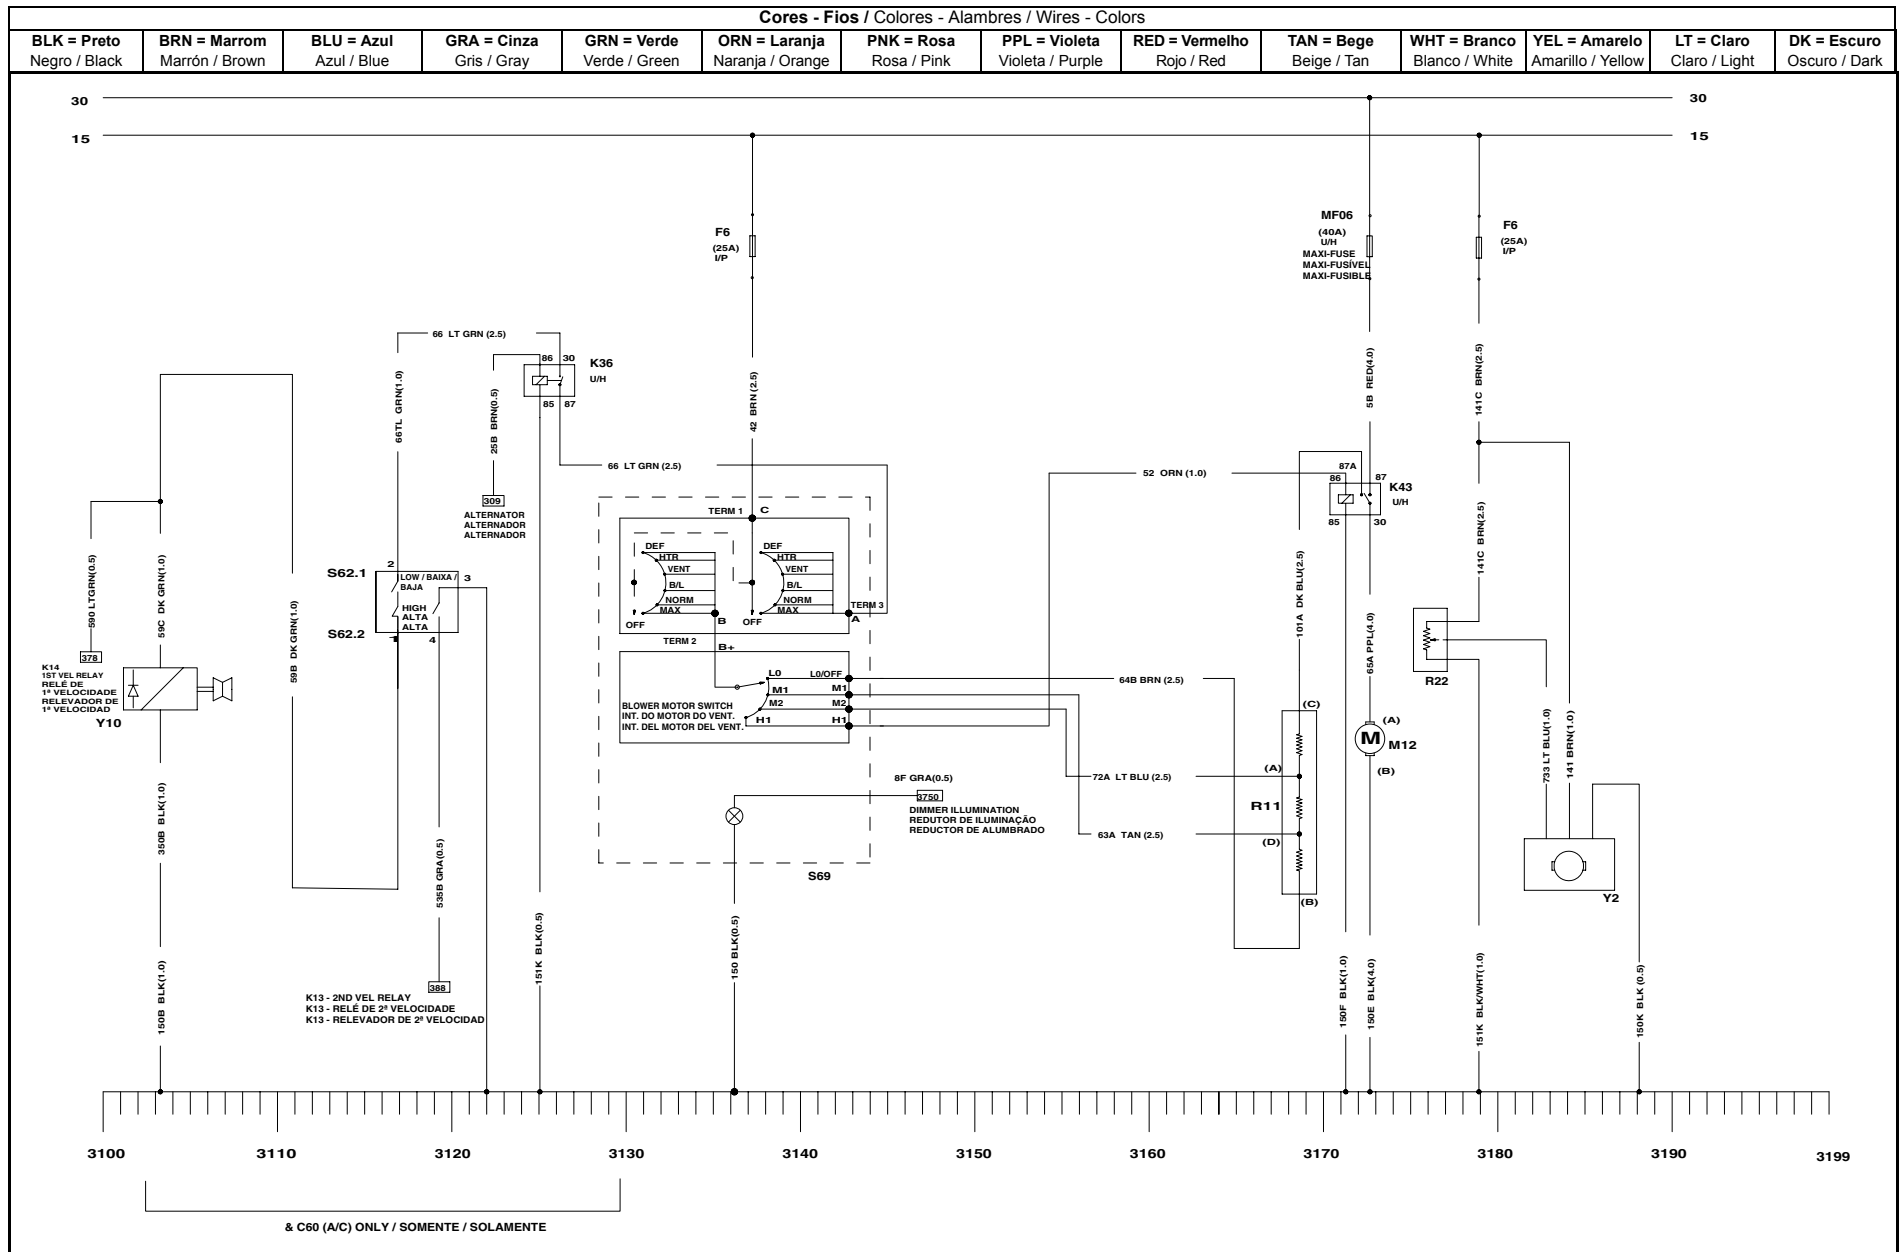 Cores - Fios / Colores - Alambres / Wires - Colors
BLK = Preto
Negro / Black
BRN = Marrom
Marrón / Brown
BLU = Azul
Azul / Blue
GRA = Cinza
Gris / Gray
GRN = Verde
Verde / Green
ORN = Laranja
Naranja / Orange
PNK = Rosa
Rosa / Pink
PPL = Violeta
Violeta / Purple
RED = Vermelho
Rojo / Red
TAN = Bege
Beige / Tan
WHT = Branco
Blanco / White
YEL = Amarelo
Amarillo / Yellow
LT = Claro
Claro / Light
DK = Escuro
Oscuro / Dark
30
30
15
15
F6
(25A)
I/P
MF06
(40A)
U/H
MAXI-FUSE
MAXI-FUSÍVEL
MAXI-FUSIBLE
F6
(25A)
I/P
66 LT GRN (2.5)
86 30
K36
U/H
85 87
66TL GRN(1.0)
25B BRN(0.5)
42 BRN (2.5)
5B RED(4.0)
141C BRN(2.5)
66 LT GRN (2.5)
52 ORN (1.0)
87A
86
87
K43
U/H
85
30
309
ALTERNATOR
ALTERNADOR
ALTERNADOR
TERM 1
C
DEF
HTR
VENT
B/L
NORM
MAX
OFF
DEF
HTR
VENT
B/L
NORM
MAX
OFF
TERM 3
A
B
TERM 2
B+
590 LTGRN(0.5)
59C DK GRN(1.0)
59B DK GRN(1.0)
S62.1
2
LOW / BAIXA /
BAJA
3
HIGH
ALTA
ALTA
S62.2
1
4
101A DK BLU(2.5)
65A PPL(4.0)
141C BRN(2.5)
378
K14
1ST VEL RELAY
RELÉ DE
1ª VELOCIDADE
RELEVADOR DE
1ª VELOCIDAD
Y10
L0
L0/OFF
M1
M1
M2
M2
H1
H1
BLOWER MOTOR SWITCH
INT. DO MOTOR DO VENT.
INT. DEL MOTOR DEL VENT.
64B BRN (2.5)
R22
(C)
(A)
M
M12
(B)
733 LT BLU(1.0)
141 BRN(1.0)
72A LT BLU (2.5)
(A)
R11
63A TAN (2.5)
(D)
(B)
8F GRA(0.5)
3750
DIMMER ILLUMINATION
REDUTOR DE ILUMINAÇÃO
REDUCTOR DE ALUMBRADO
S69
Y2
350B BLK(1.0)
535B GRA(0.5)
151K BLK(0.5)
150 BLK(0.5)
150B BLK(1.0)
388
K13 - 2ND VEL RELAY
K13 - RELÉ DE 2ª VELOCIDADE
K13 - RELEVADOR DE 2ª VELOCIDAD
150F BLK(1.0)
150E BLK(4.0)
151K BLK/WHT(1.0)
150K BLK (0.5)
3100
3110
3120
3130
3140
3150
3160
3170
3180
3190
3199
& C60 (A/C) ONLY / SOMENTE / SOLAMENTE